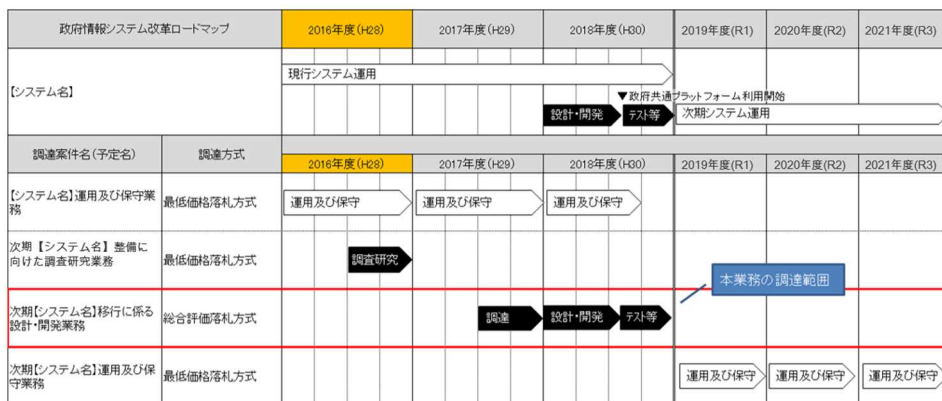 政府情報システム改革ロードマップ 2016年度(H28) 2017年度(H29) 2018年度(H30) 2019年度(R1) 2020年度(R2) 2021年度(R3)
現行システム運用
【システム名】
▼政府共通プラットフォーム利用開始
設計・開発 テスト等 次期システム運用
調達案件名(予定名) 調達方式 2016年度(H28) 2017年度(H29) 2018年度(H30) 2019年度(R1) 2020年度(R2) 2021年度(R3)
【システム名】運用及び保守業
務
最低価格落札方式 運用及び保守 運用及び保守 運用及び保守
次期【システム名】整備に
向けた調査研究業務
最低価格落札方式 調査研究
本業務の調達範囲
次期【システム名】移行に係る
設計・開発業務
総合評価落札方式 調達 設計・開発 テスト等
次期【システム名】運用及び保
守業務
最低価格落札方式 運用及び保守 運用及び保守 運用及び保守